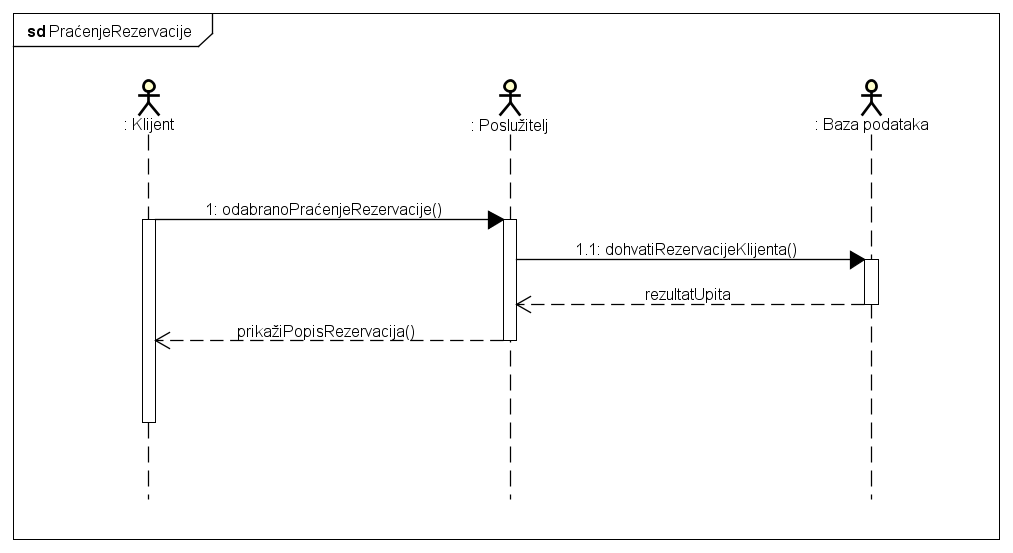 sd PraćenjeRezervacije
: Klijent
: Poslužitelj
: Baza podataka
1: odabranoPraćenjeRezervacije()
1.1: dohvatiRezervacijeKlijenta()
rezultatUpita
prikažiPopisRezervacija()